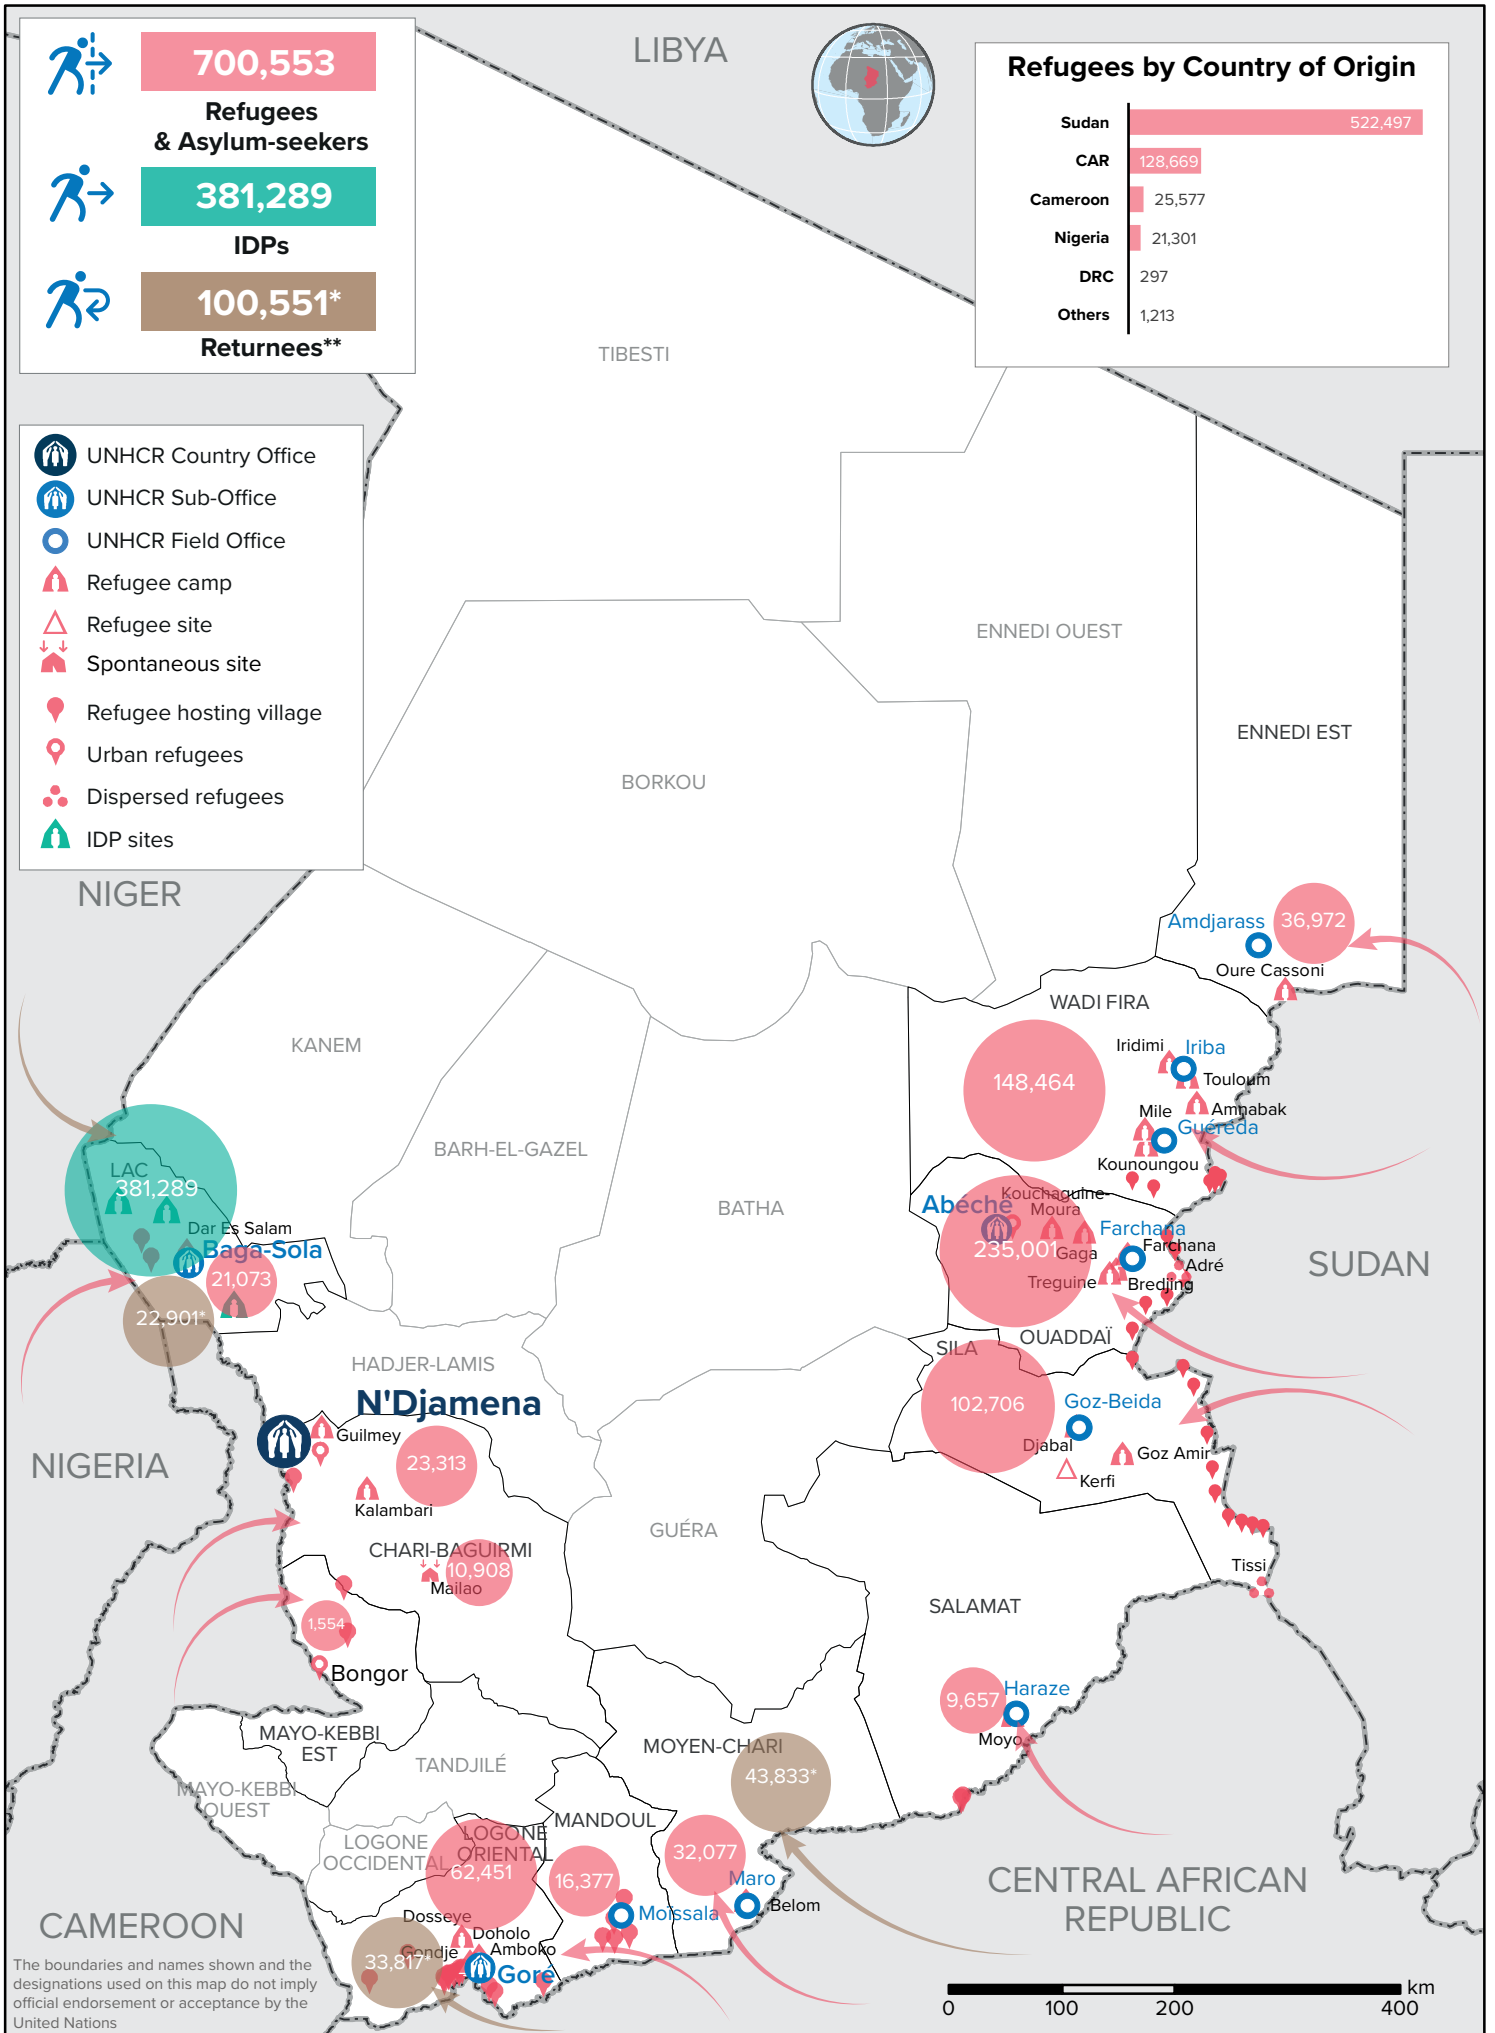 700,553
Refugees
& Asylum-seekers
381,289
IDPs
100,551*
Returnees**
LIBYA
Refugees by Country of Origin
Sudan 522,497
CAR 128,669
Cameroon 25,577
Nigeria 21,301
DRC 297
Others 1,213
UNHCR Country Office
UNHCR Sub-Office
UNHCR Field Office
Refugee camp
Refugee site
Spontaneous site
Refugee hosting village
Urban refugees
Dispersed refugees
IDP sites
TIBESTI
ENNEDI OUEST
ENNEDI EST
BORKOU
NIGER
Amdjarass
36,972
Oure Cassoni
WADI FIRA
KANEM
Iridimi
Iriba
148,464
Touloum
Amnabak
Mile
Guéréda
BARH-EL-GAZEL
Kounoungou
LAC
381,289
BATHA
Kouchaguine-
Moura
Abéché
Dar Es Salam
Baga-Sola
Farchana
235,001
Gaga
Farchana
Adré
SUDAN
21,073
Treguine
Bredjing
22,901*
OUADDAÏ
SILA
HADJER-LAMIS
N'Djamena
102,706
Goz-Beida
Guilmey
Djabal
Goz Amir
NIGERIA
23,313
Kerfi
Kalambari
GUÉRA
CHARI-BAGUIRMI
10,908
Mailao
Tissi
SALAMAT
1,554
Bongor
Haraze
9,657
MAYO-KEBBI
EST
Moyo
MOYEN-CHARI
TANDJILÉ
43,833*
MAYO-KEBBI
OUEST
MANDOUL
LOGONE
OCCIDENTAL
LOGONE
ORIENTAL
62,451
16,377
32,077
Maro
Belom
CENTRAL AFRICAN
REPUBLIC
Moïssala
Dosseye
Doholo
CAMEROON
Gondje
Amboko
33,817*
Goré
The boundaries and names shown and the
designations used on this map do not imply
official endorsement or acceptance by the
United Nations
km
0 100 200 400